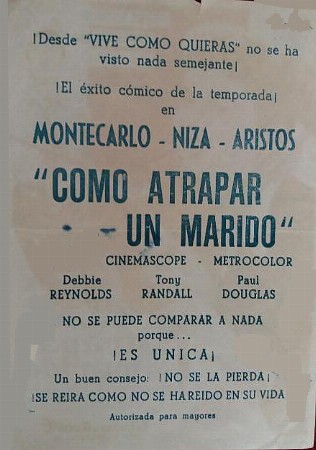 ¡Desde "VIVE COMO QUIERAS" no se ha
visto nada semejante¡
¡El éxito cómico de la temporada¡
en
MONTECARLO - NIZA - ARISTOS
"COMO ATRAPAR
UN MARIDO"
CINEMASCOPE - METROCOLOR
Debbie Tony Paul
REYNOLDS RANDALL DOUGLAS
NO SE PUEDE COMPARAR A NADA
porque...
¡ES UNICA¡
Un buen consejo: ¡NO SE LA PIERDA¡
¡SE REIRA COMO NO SE HA REIDO EN SU VIDA
Autorizada para mayores